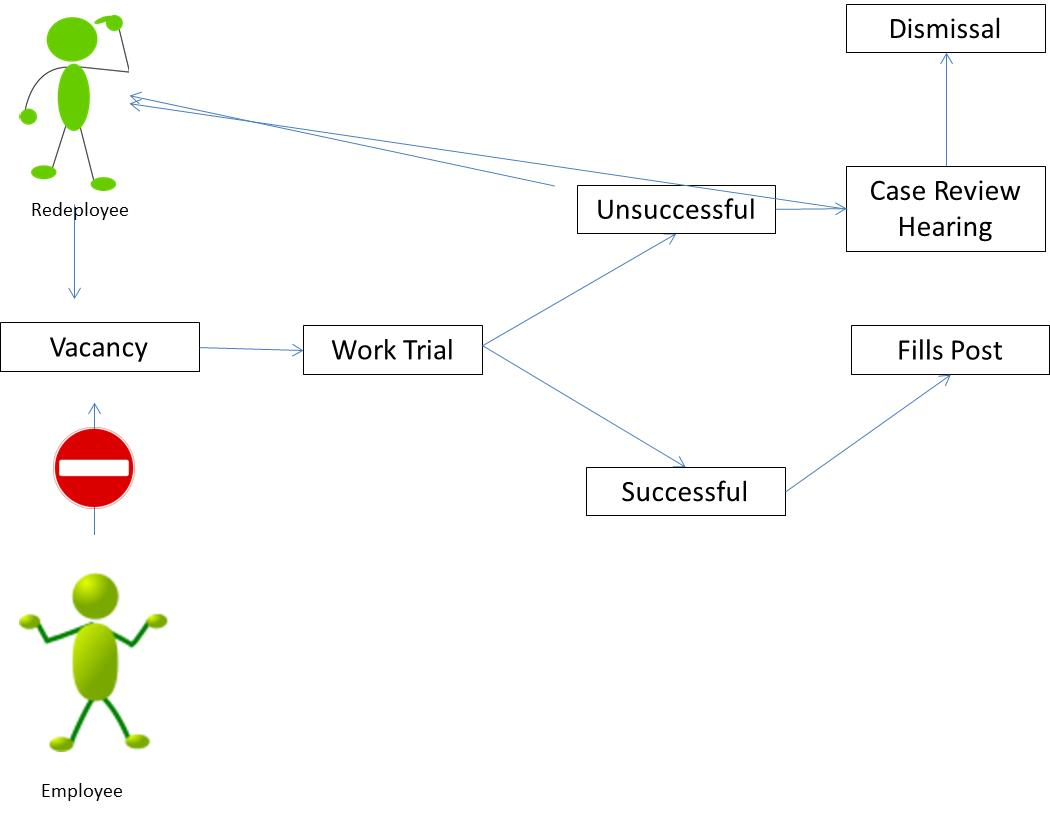 Dismissal
Redeployee
Unsuccessful
Case Review
Hearing
Vacancy
Work Trial
Fills Post
Successful
Employee